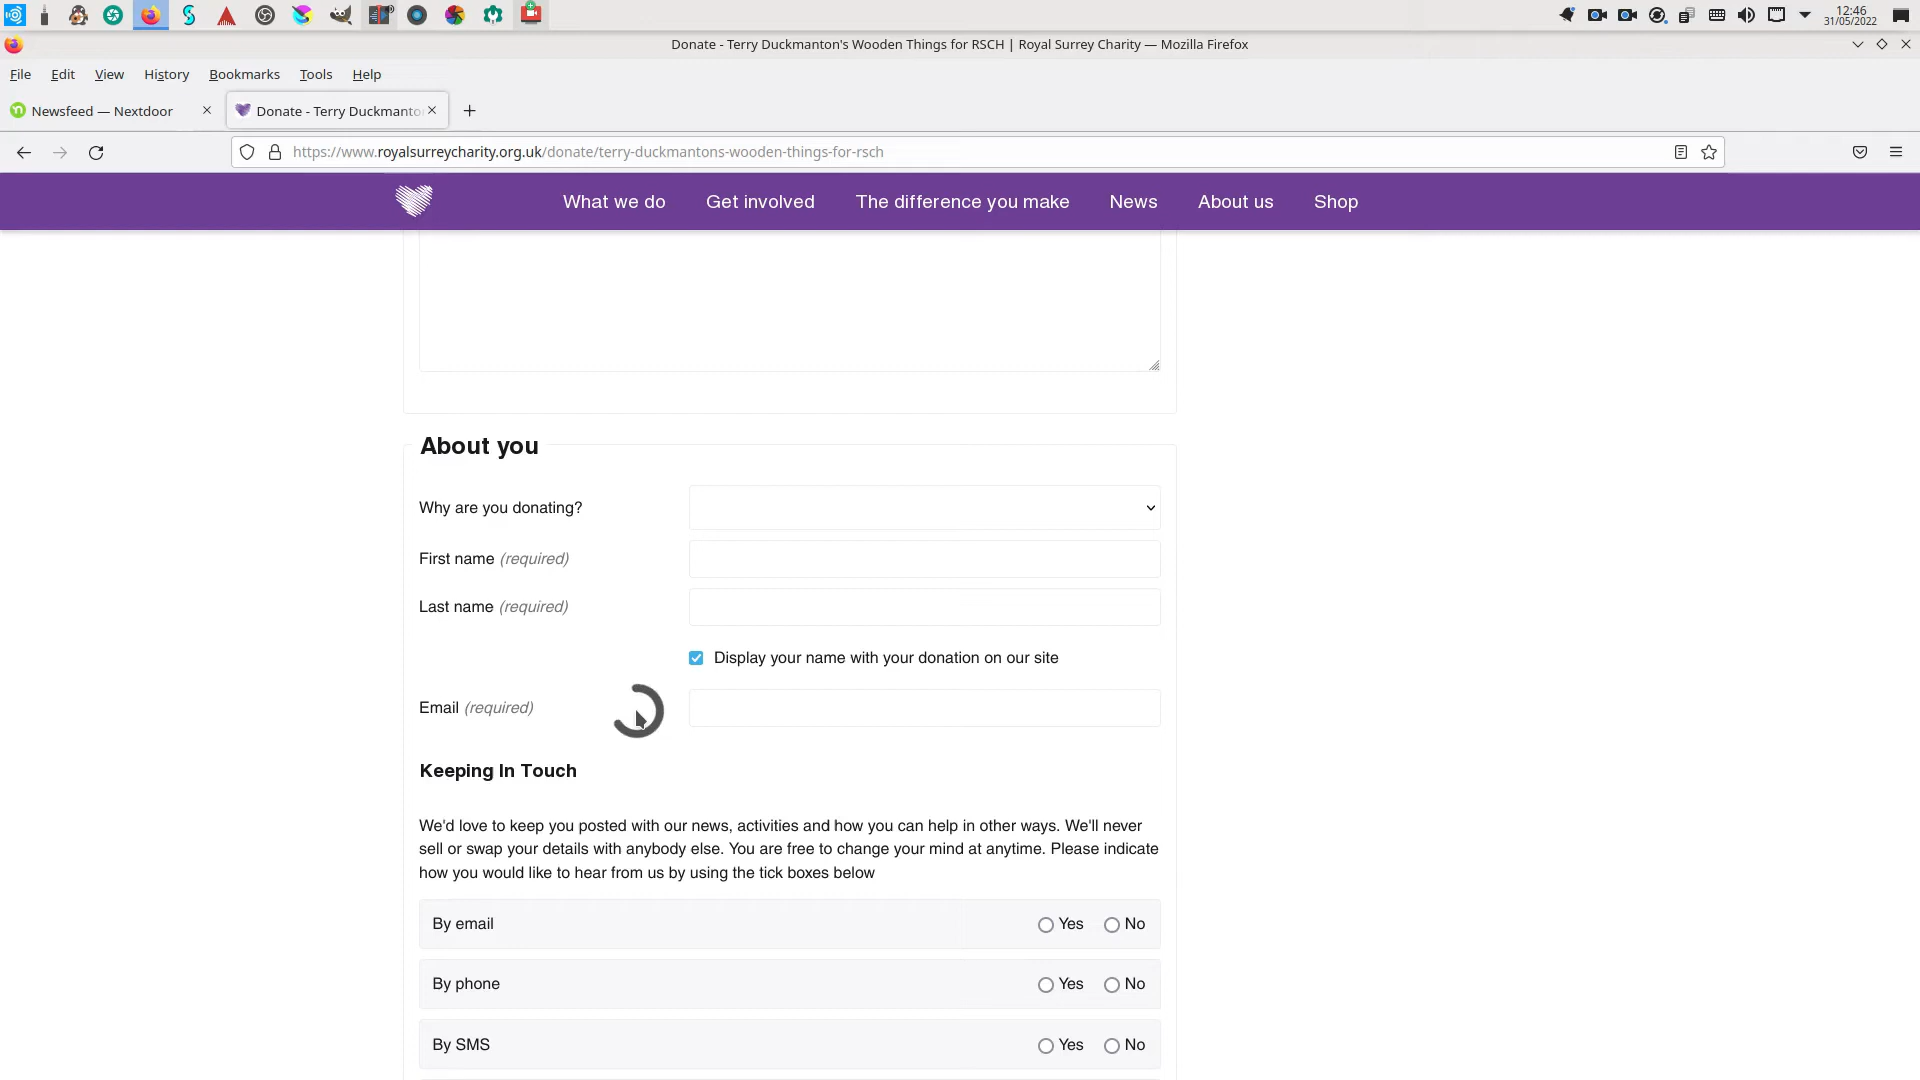 12:46
31/05/2022
Donate - Terry Duckmanton's Wooden Things for RSCH | Royal Surrey Charity — Mozilla Firefox
File Edit View History Bookmarks Tools Help
Newsfeed — Nextdoor
Donate - Terry Duckmanto
https://www.royalsurreycharity.org.uk/donate/terry-duckmantons-wooden-things-for-rsch
What we do Get involved The difference you make News About us Shop
About you
Why are you donating?
First name (required)
Last name (required)
Display your name with your donation on our site
Email (required)
Keeping In Touch
We'd love to keep you posted with our news, activities and how you can help in other ways. We'll never
sell or swap your details with anybody else. You are free to change your mind at anytime. Please indicate
how you would like to hear from us by using the tick boxes below
By email Yes No
By phone Yes No
By SMS Yes No